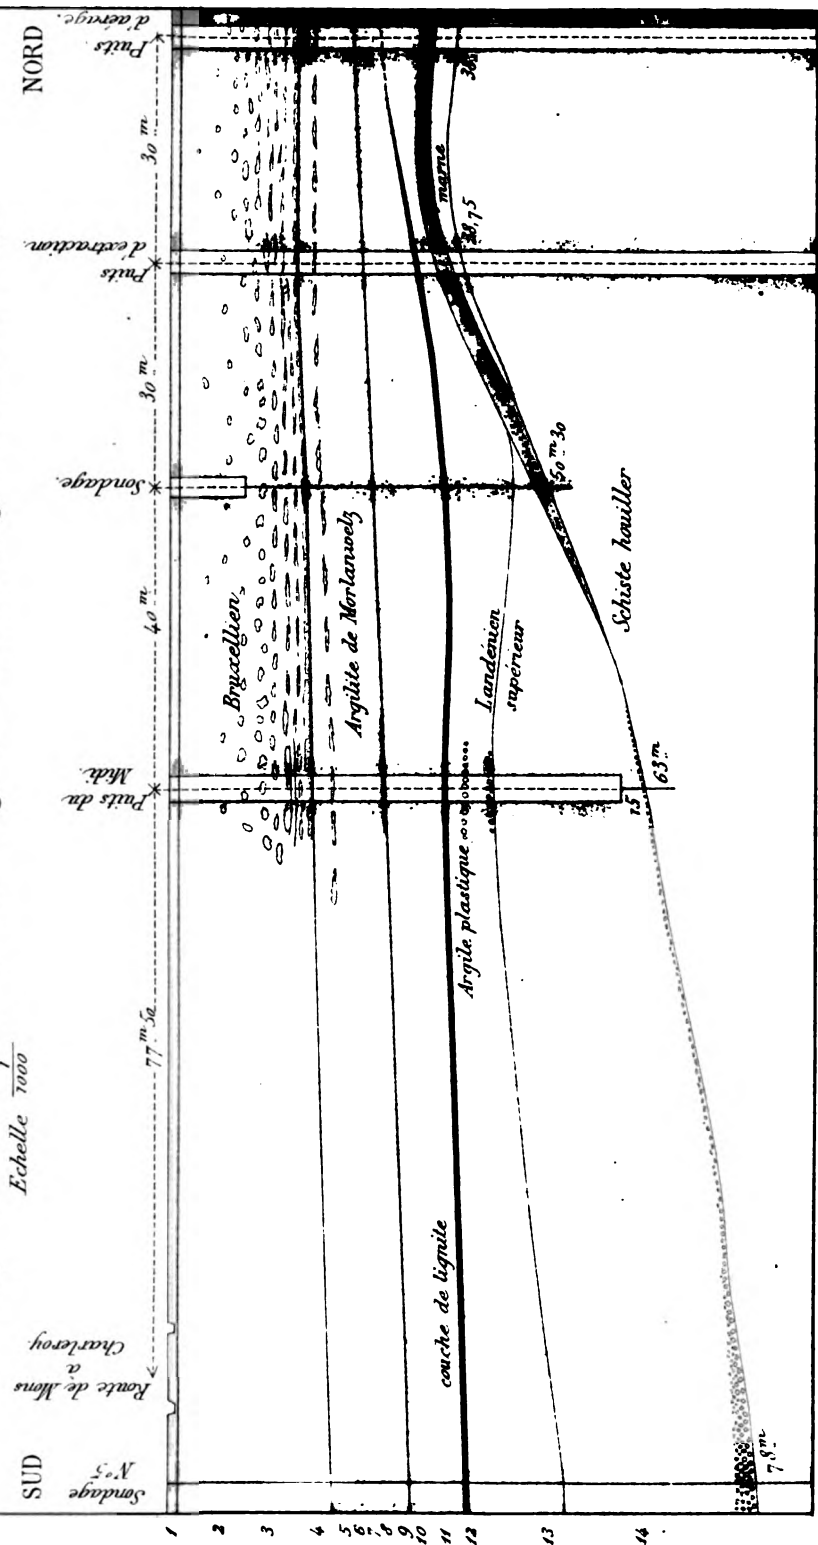 Echelle 1/1000
SUD
NORD
Sondage
N° 5
Route de Mons
à
Charleroy
Puits du
Midi.
Sondage.
Puits
d'extraction.
Puits
d'aérage.
77 m 50
40 m
30 m
30 m
1
2
3
4
5
6
7
8
9
10
11
12
13
14
Bruxellien
Argilite de Morlanwelz
couche de lignite
Argile plastique
Landénien
supérieur
marne
Schiste houiller
78 m
15
63 m
50 m 30
38,75
36